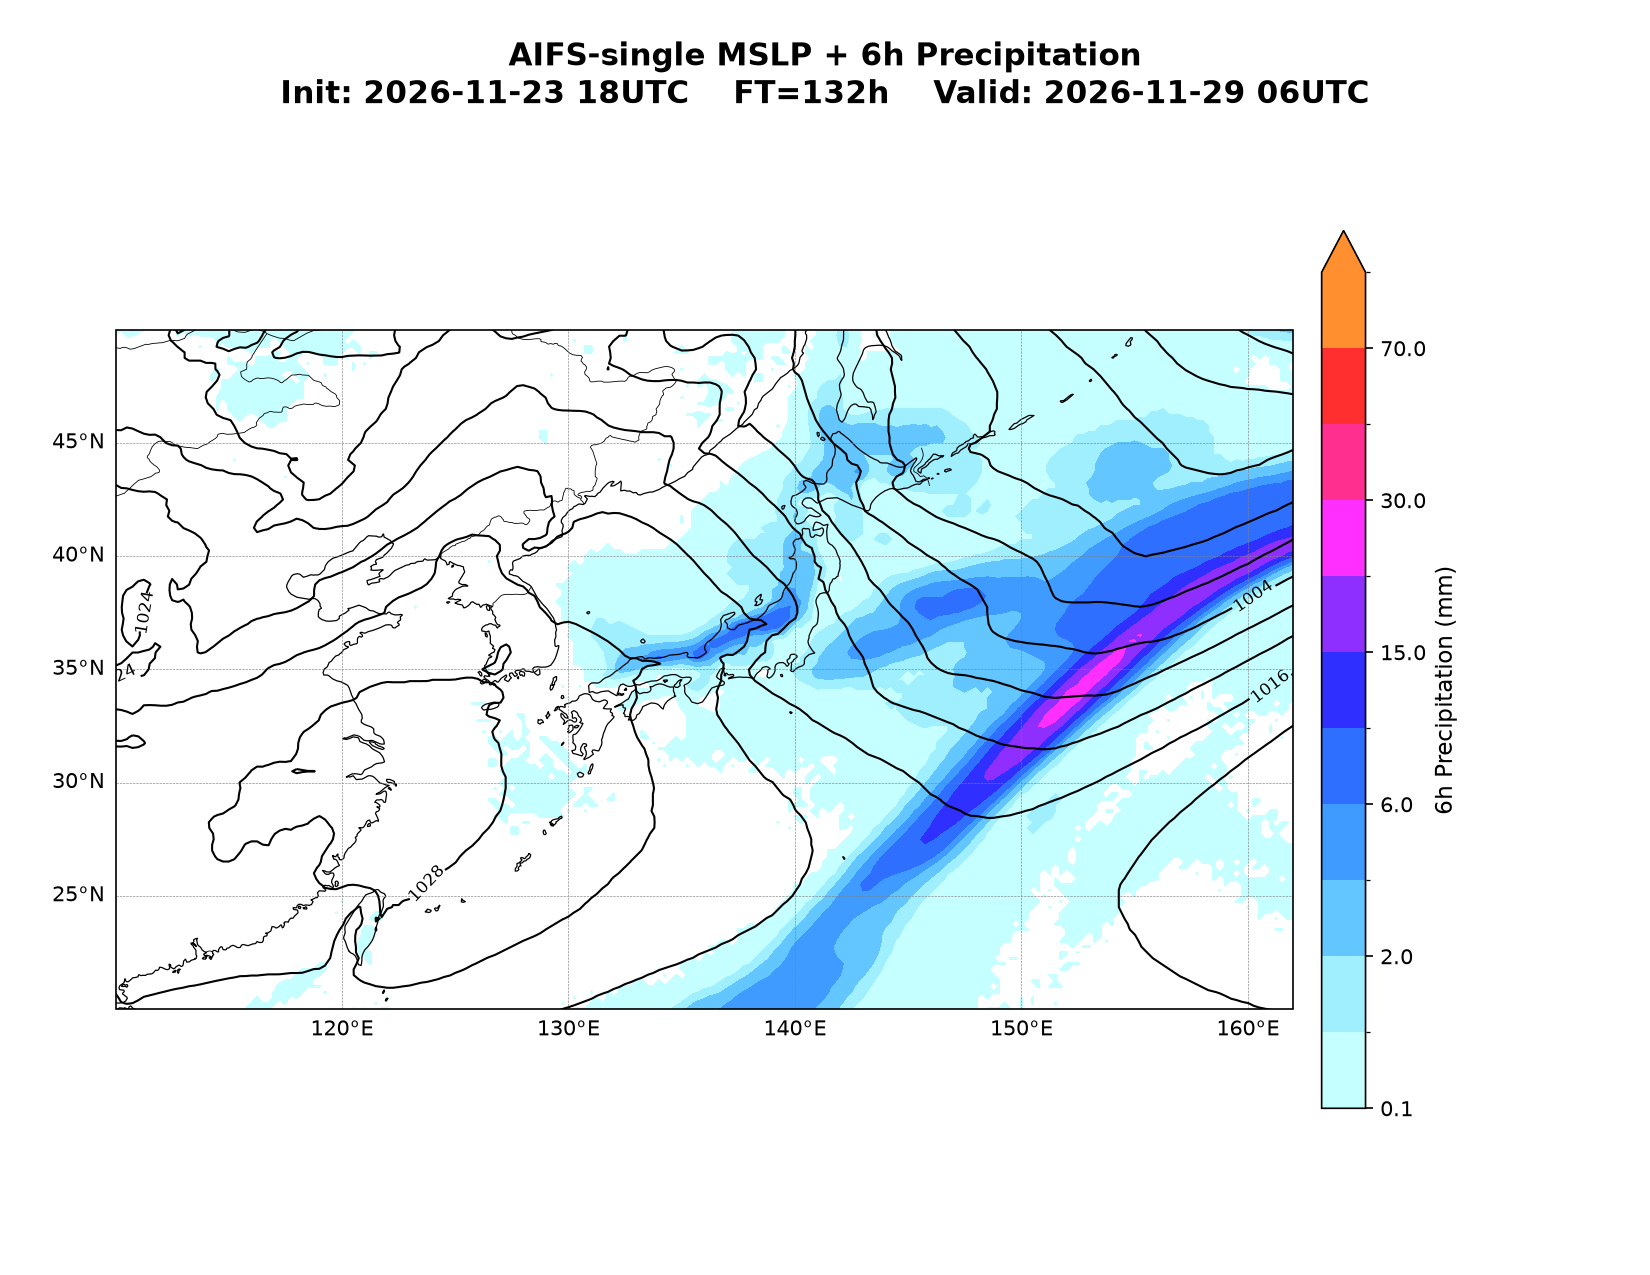 AIFS-single MSLP + 6h Precipitation
Init: 2026-11-23 18UTC    FT=132h    Valid: 2026-11-29 06UTC
70.0
30.0
15.0
6.0
2.0
0.1
6h Precipitation (mm)
45°N
40°N
35°N
30°N
25°N
120°E
130°E
140°E
150°E
160°E
1024
24
1028
1004
1016